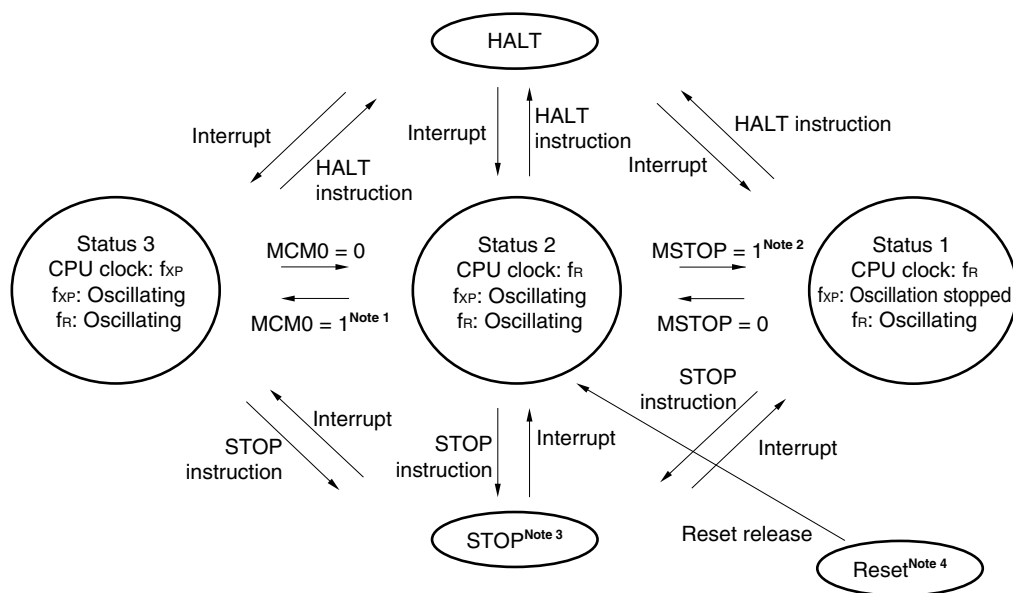 HALT
Interrupt
HALT
instruction
Interrupt
HALT
instruction
HALT instruction
Interrupt
Status 3
CPU clock: fXP
fXP: Oscillating
fR: Oscillating
MCM0 = 0
MCM0 = 1Note 1
Status 2
CPU clock: fR
fXP: Oscillating
fR: Oscillating
MSTOP = 1Note 2
MSTOP = 0
Status 1
CPU clock: fR
fXP: Oscillation stopped
fR: Oscillating
STOP
instruction
Interrupt
STOP
instruction
Interrupt
STOP
instruction
Interrupt
STOPNote 3
Reset release
ResetNote 4